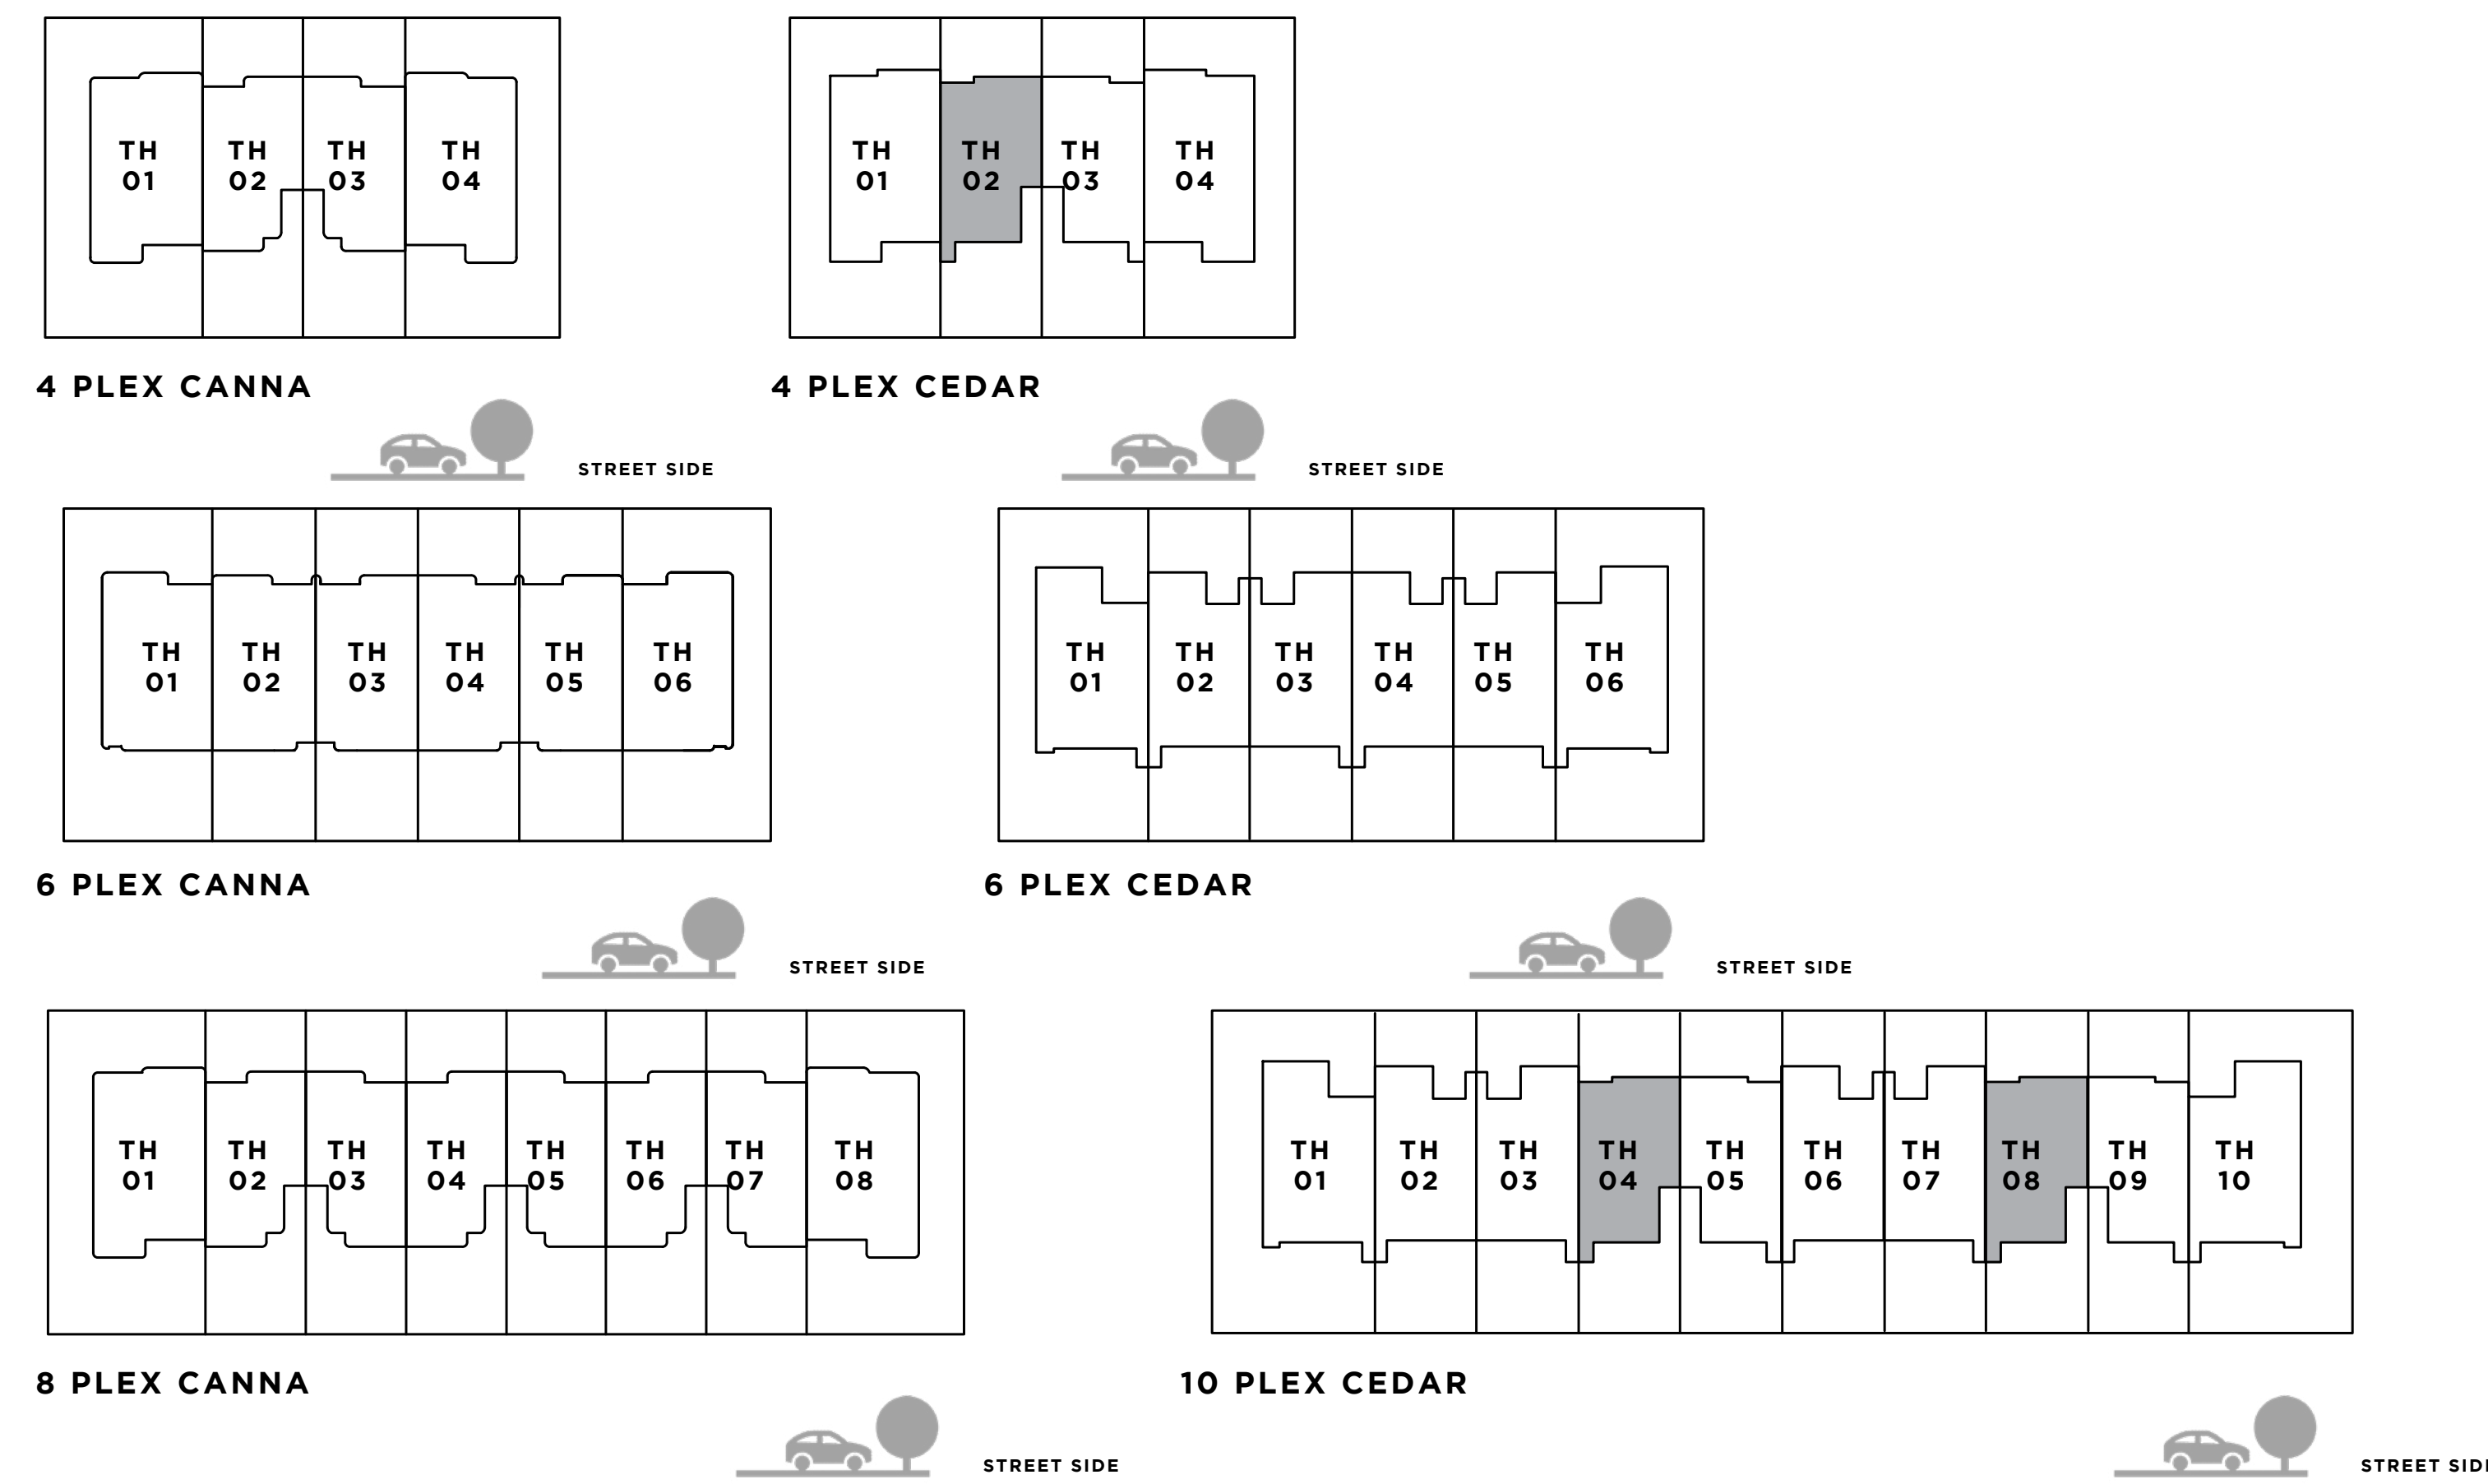 TH
01
TH
02
TH
03
TH
04
4 PLEX CANNA
STREET SIDE
TH
01
TH
02
TH
03
TH
04
4 PLEX CEDAR
STREET SIDE
TH
01
TH
02
TH
03
TH
04
TH
05
TH
06
6 PLEX CANNA
STREET SIDE
TH
01
TH
02
TH
03
TH
04
TH
05
TH
06
6 PLEX CEDAR
STREET SIDE
TH
01
TH
02
TH
03
TH
04
TH
05
TH
06
TH
07
TH
08
8 PLEX CANNA
STREET SIDE
TH
01
TH
02
TH
03
TH
04
TH
05
TH
06
TH
07
TH
08
TH
09
TH
10
10 PLEX CEDAR
STREET SID